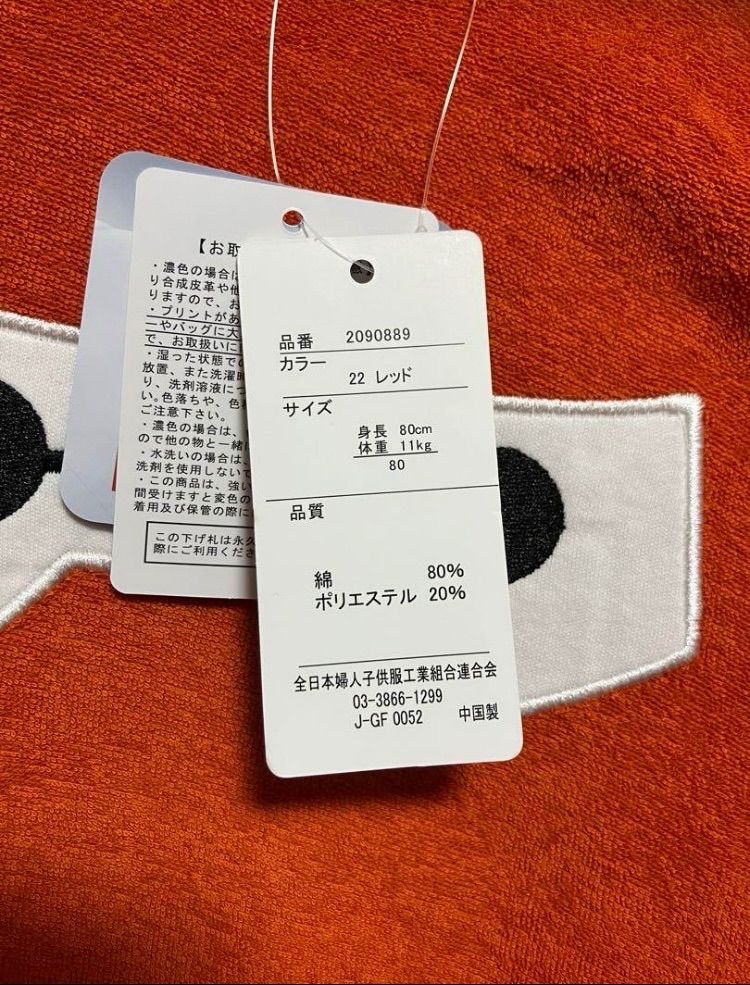 【お取
・濃色の場合は
り合成皮革や他
りますので、お
・プリントがあ
ーやバッグに大
で、お取扱いに
・湿った状態での
放置、また洗濯時
り、洗剤溶液につ
い。色落ちや、色
ご注意下さい。
・濃色の場合は、
ので他の物と一緒に
・水洗いの場合は
洗剤を使用しないで
・この商品は、強い
間受けますと変色の
着用及び保管の際に
この下げ札は永久
際にご利用くださ
品番 2090889
カラー
22 レッド
サイズ
身長 80cm
体重 11kg
80
品質
綿 80%
ポリエステル 20%
全日本婦人子供服工業組合連合会
03-3866-1299
J-GF 0052 中国製